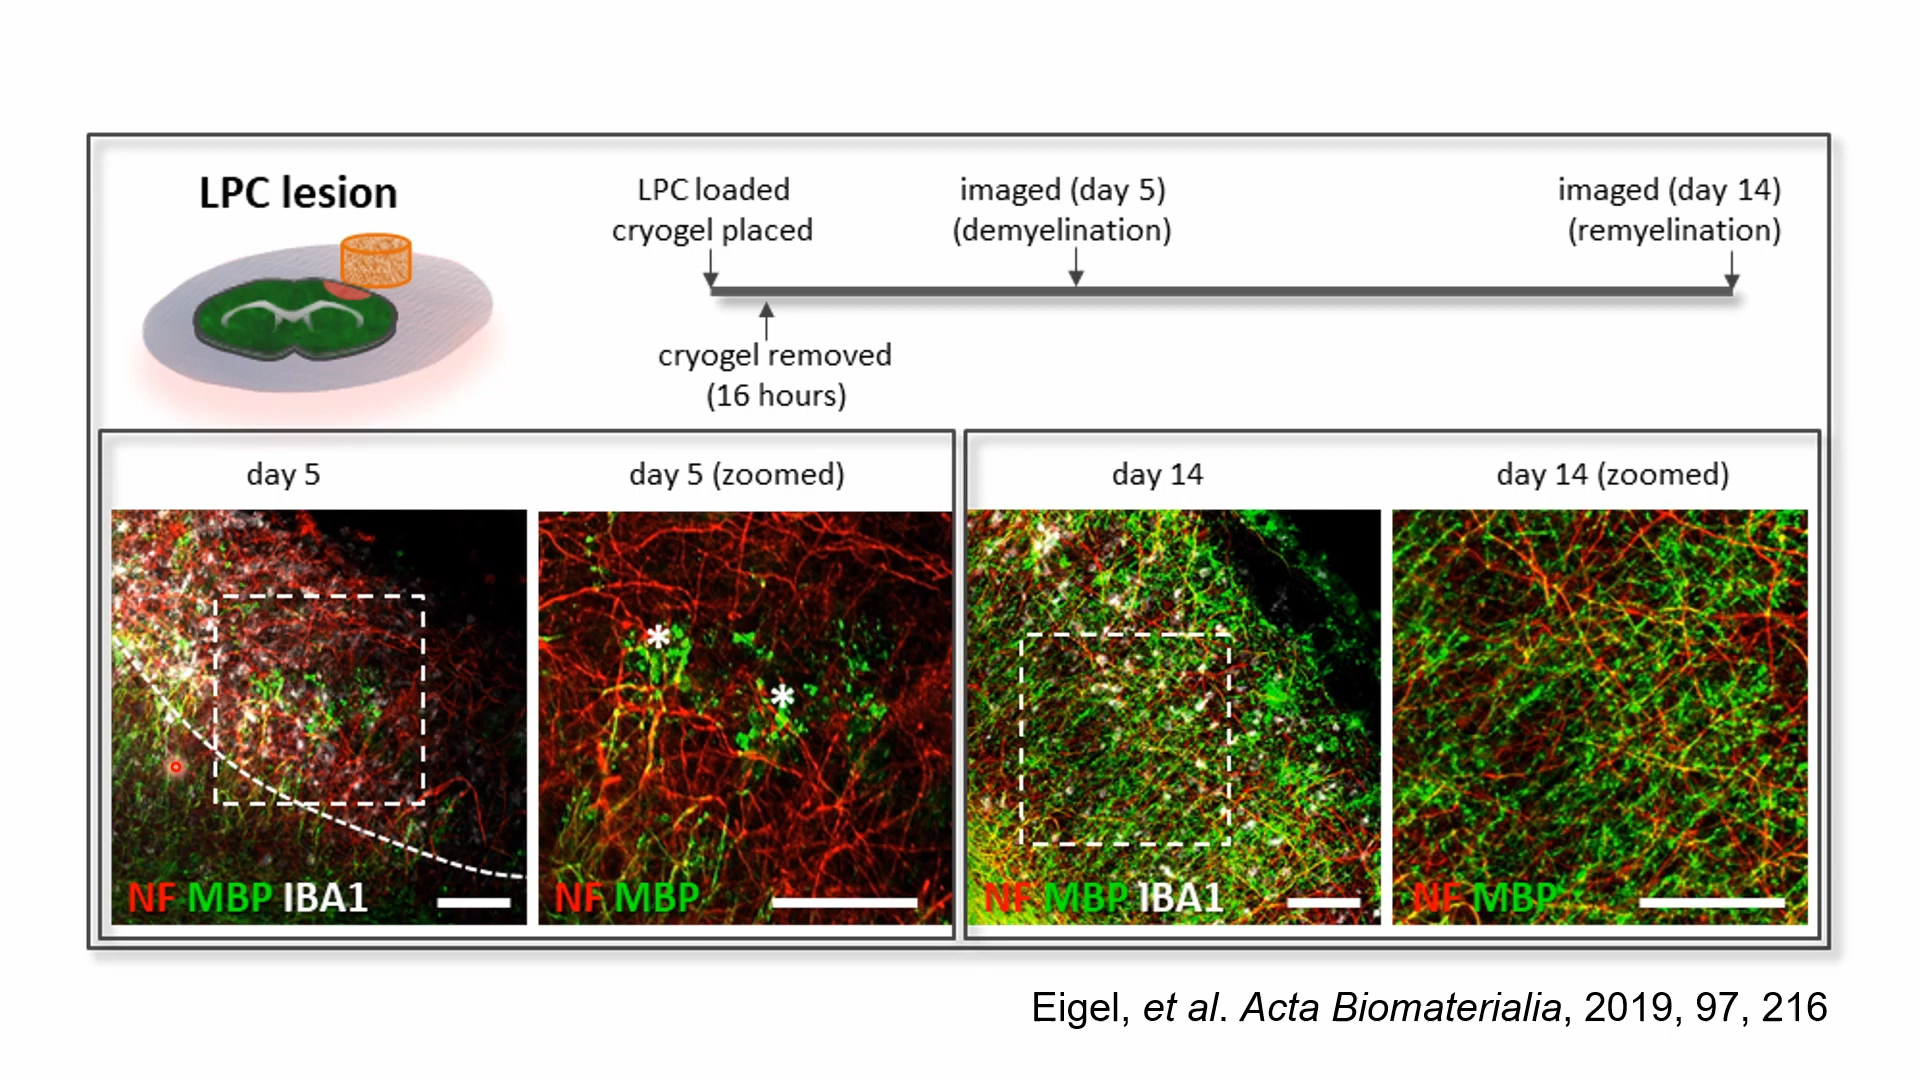 LPC lesion
LPC loaded
cryogel placed
imaged (day 5)
(demyelination)
imaged (day 14)
(remyelination)
cryogel removed
(16 hours)
day 5
day 5 (zoomed)
day 14
day 14 (zoomed)
*
*
NF MBP IBA1
NF MBP
NF MBP IBA1
NF MBP
Eigel, et al. Acta Biomaterialia, 2019, 97, 216